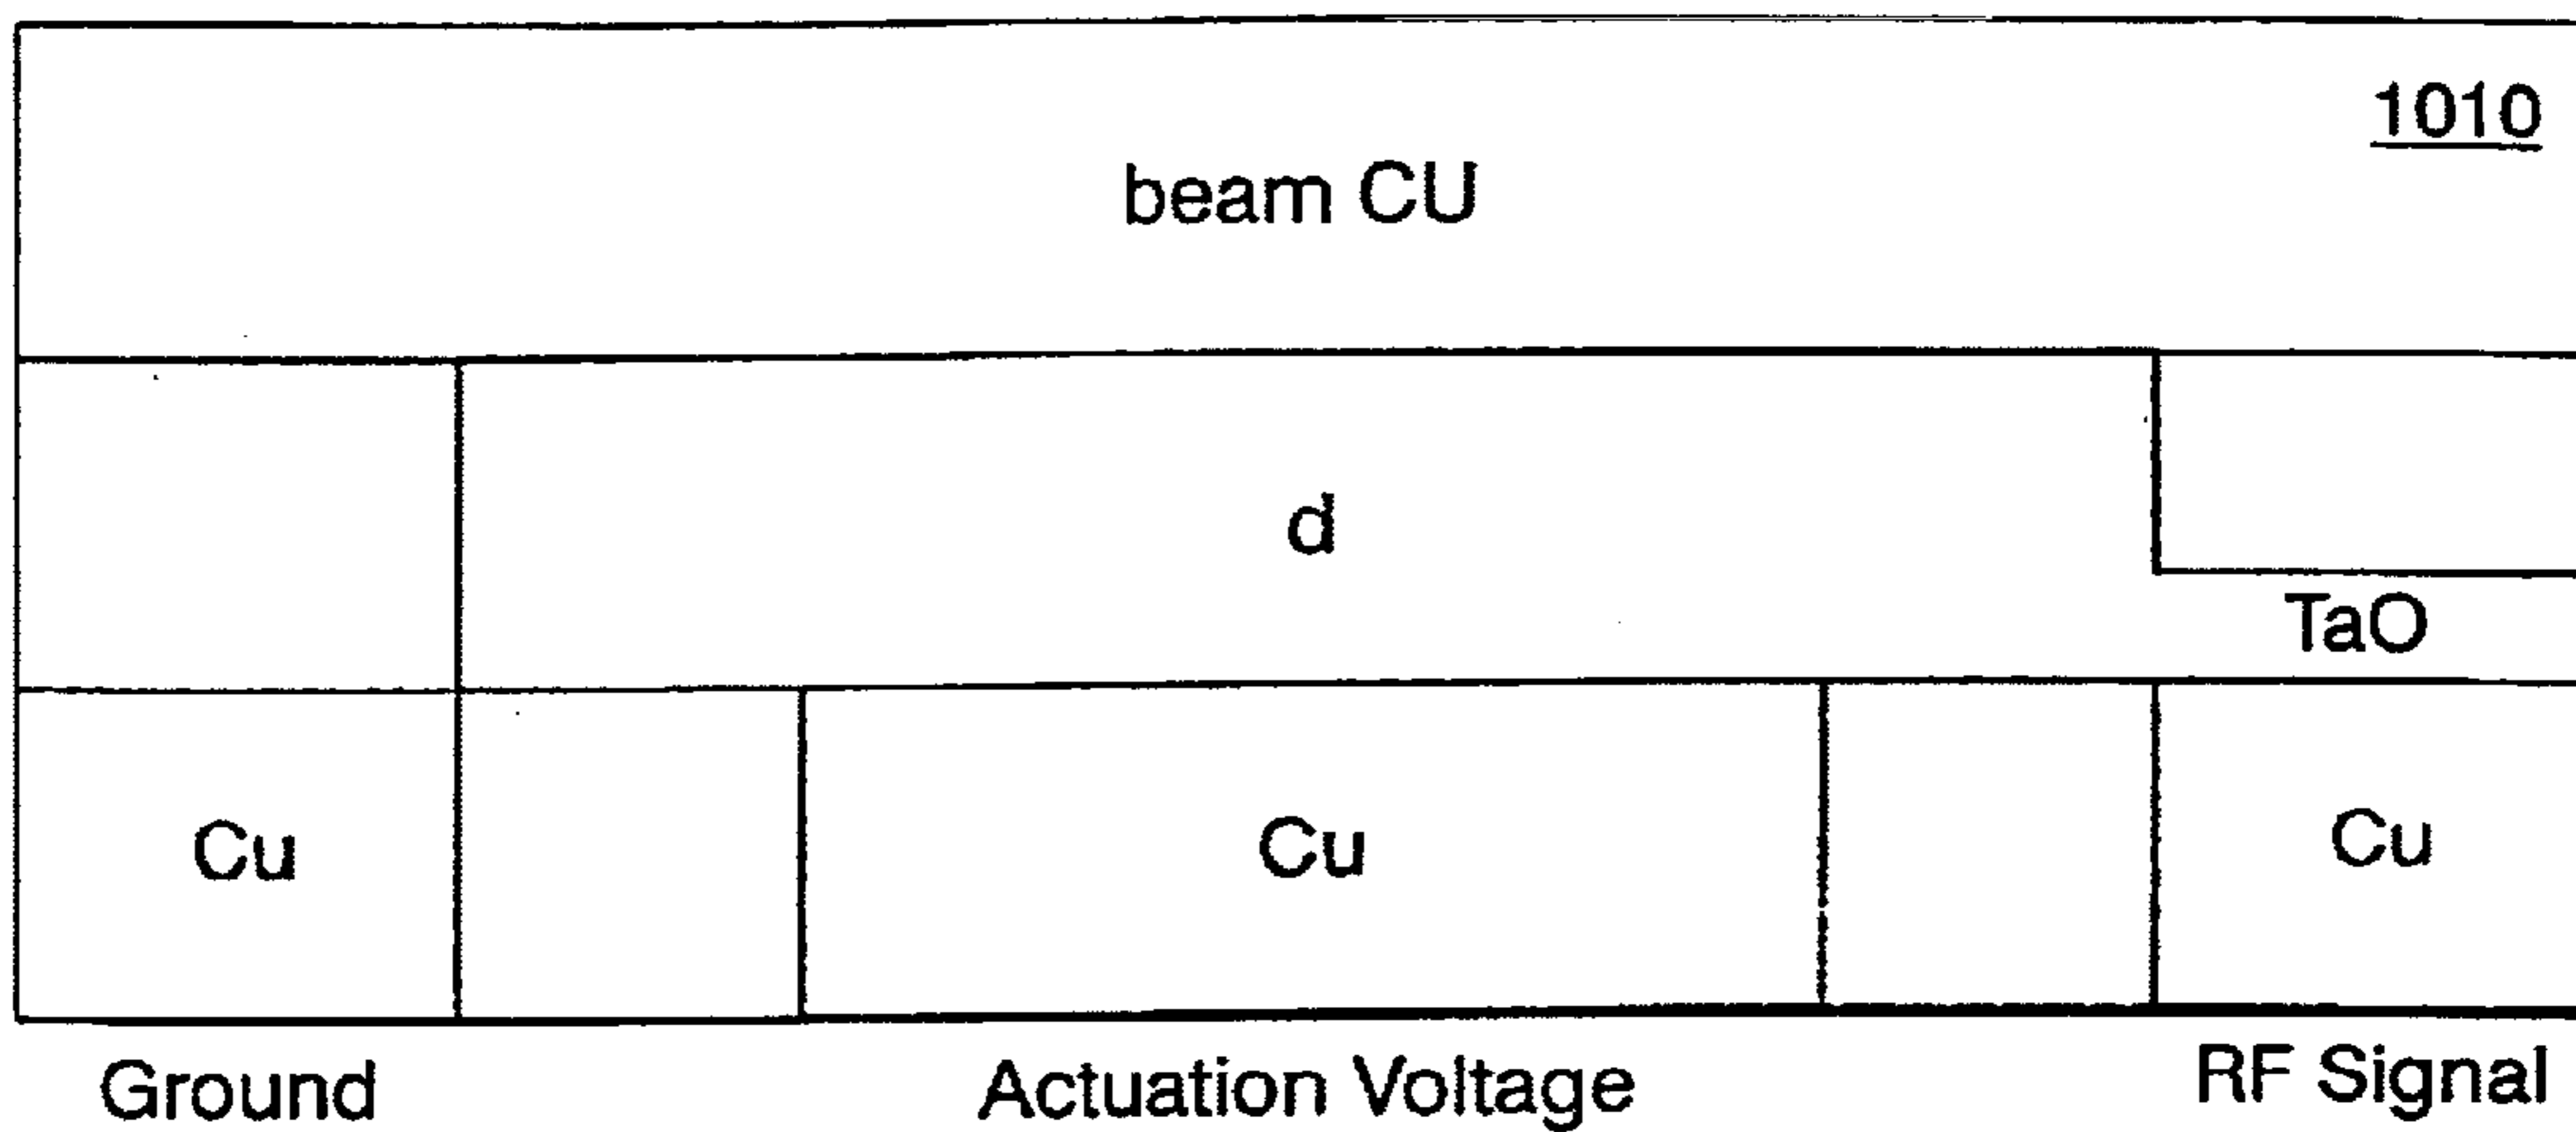 1010
beam CU
d
TaO
Cu
Cu
Cu
Ground
Actuation Voltage
RF Signal